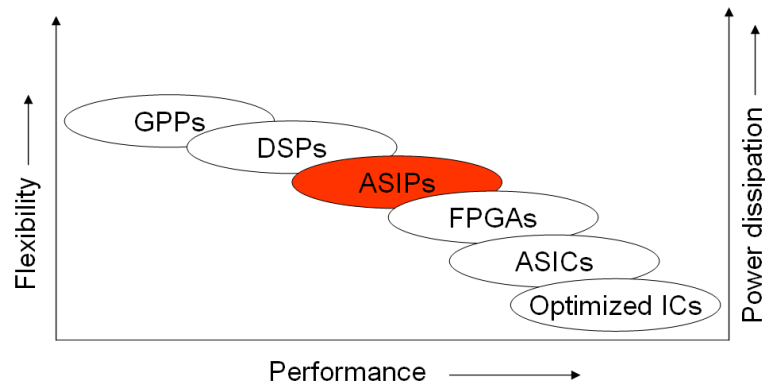 GPPs
DSPs
ASIPs
FPGAs
ASICs
Optimized ICs
Flexibility
Power dissipation
Performance